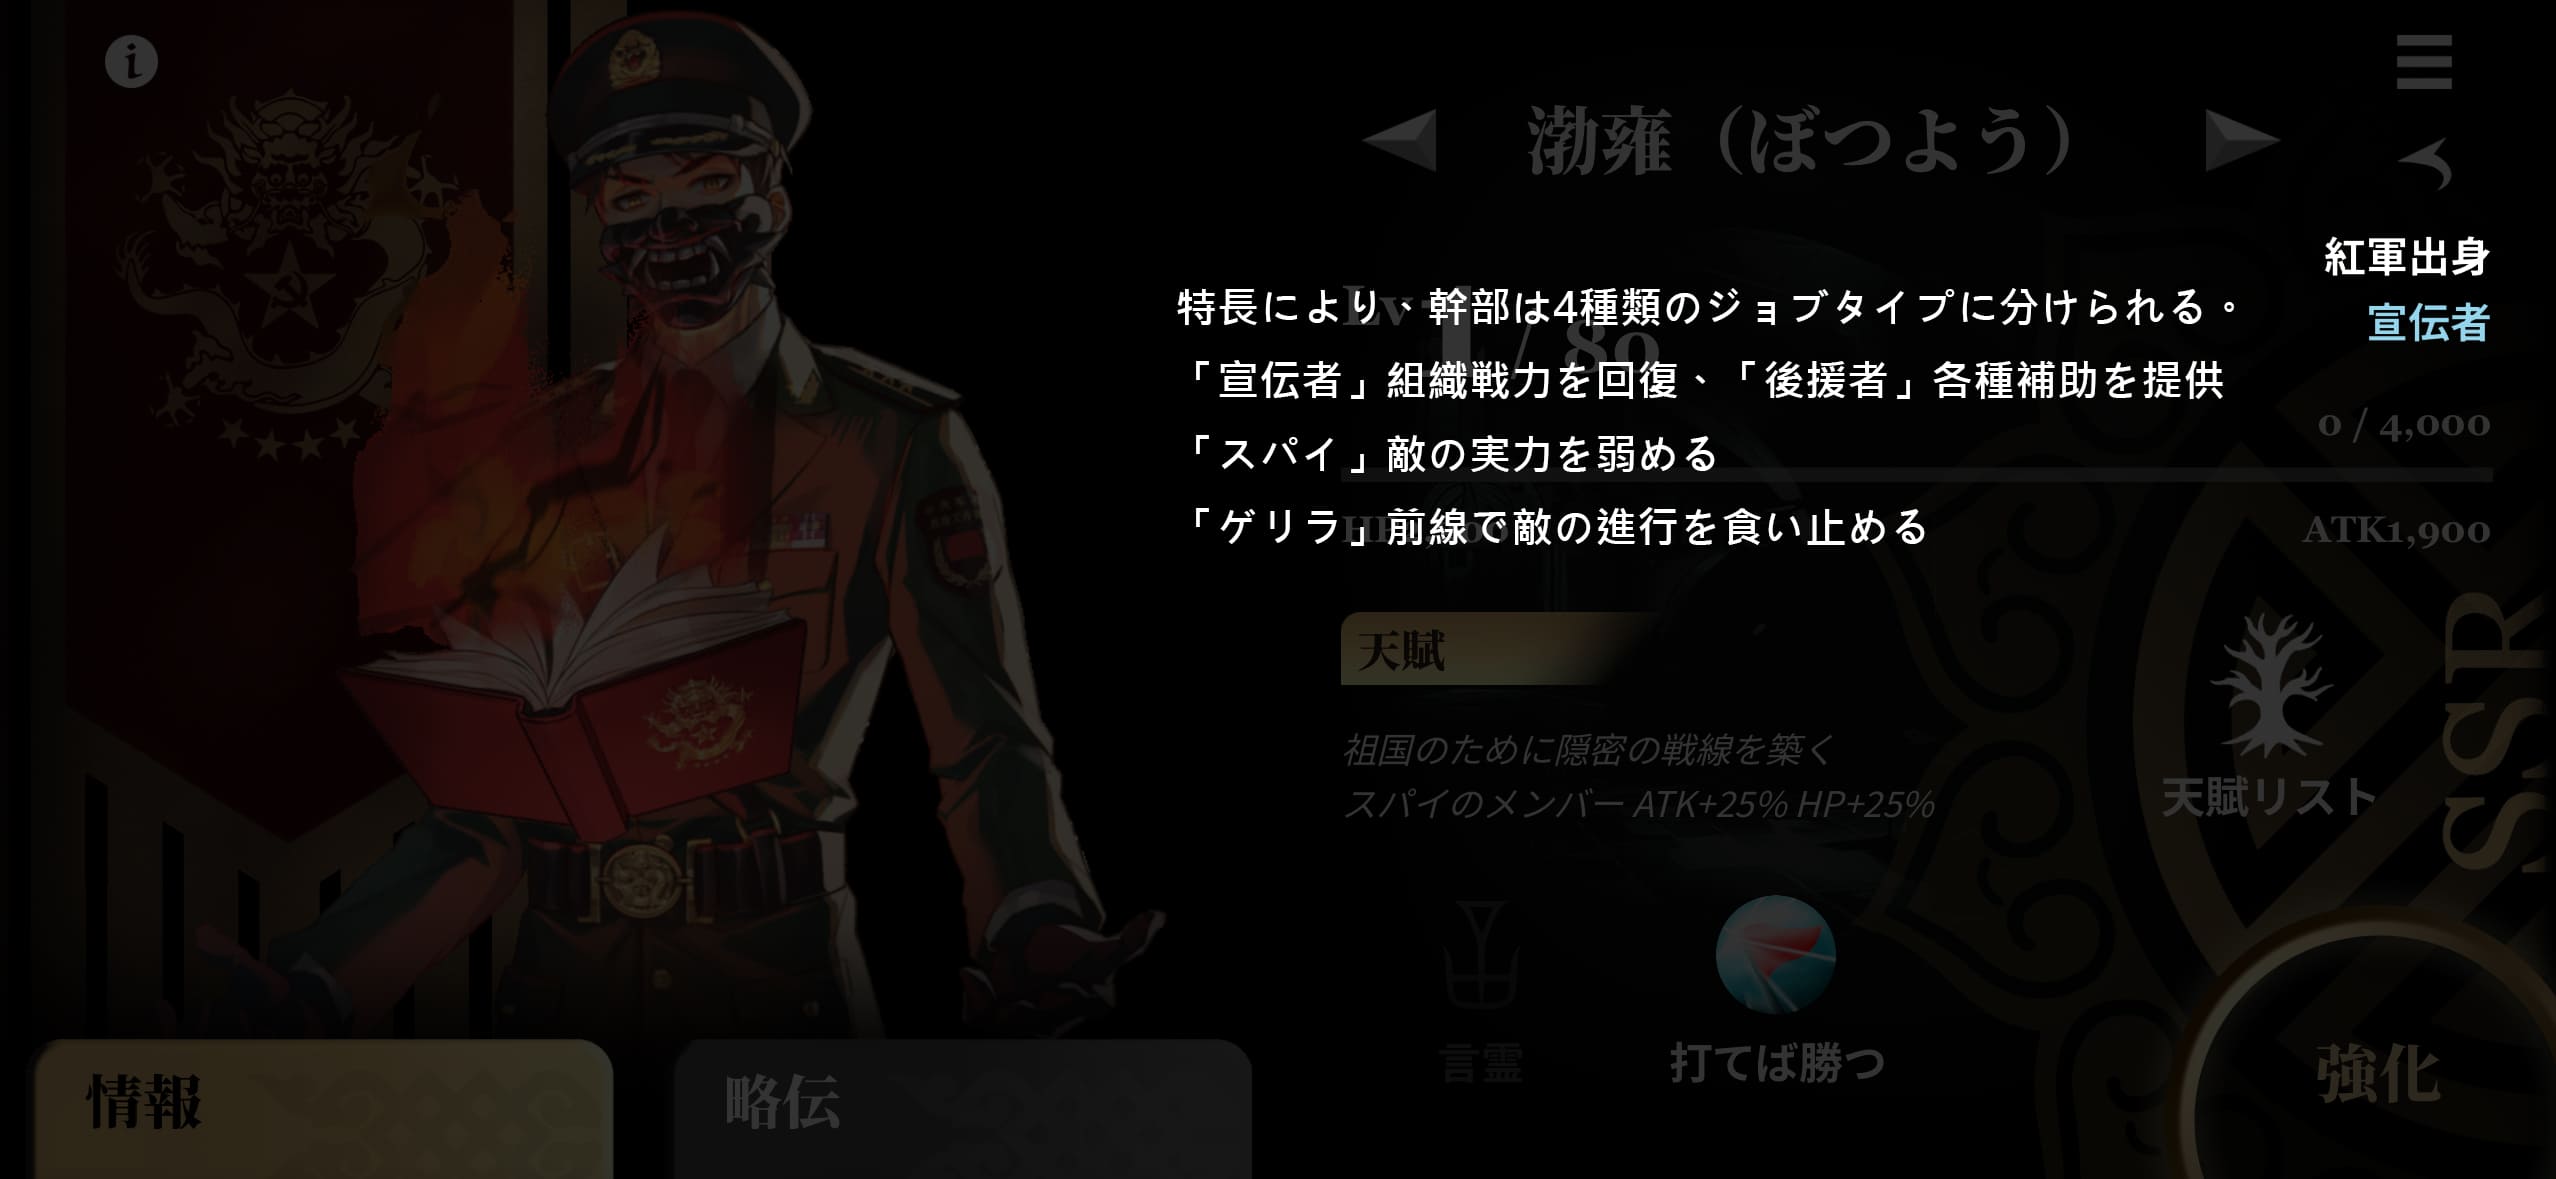 渤雍（ぼつよう）
紅軍出身
宣伝者
特長により、幹部は4種類のジョブタイプに分けられる。
「宣伝者」組織戦力を回復、「後援者」各種補助を提供
「スパイ」敵の実力を弱める
「ゲリラ」前線で敵の進行を食い止める
Lv 1 / 80
0 / 4,000
ATK1,900
天賦
祖国のために隠密の戦線を築く
スパイのメンバー ATK+25% HP+25%
天賦リスト
SSR
言霊
打てば勝つ
強化
情報
略伝